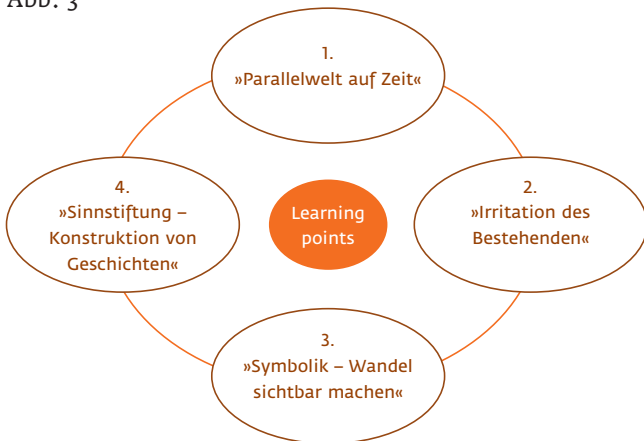 Abb. 3
1.
»Parallelwelt auf Zeit«
2.
»Irritation des
Bestehenden«
Learning
points
4.
»Sinnstiftung –
Konstruktion von
Geschichten«
3.
»Symbolik – Wandel
sichtbar machen«